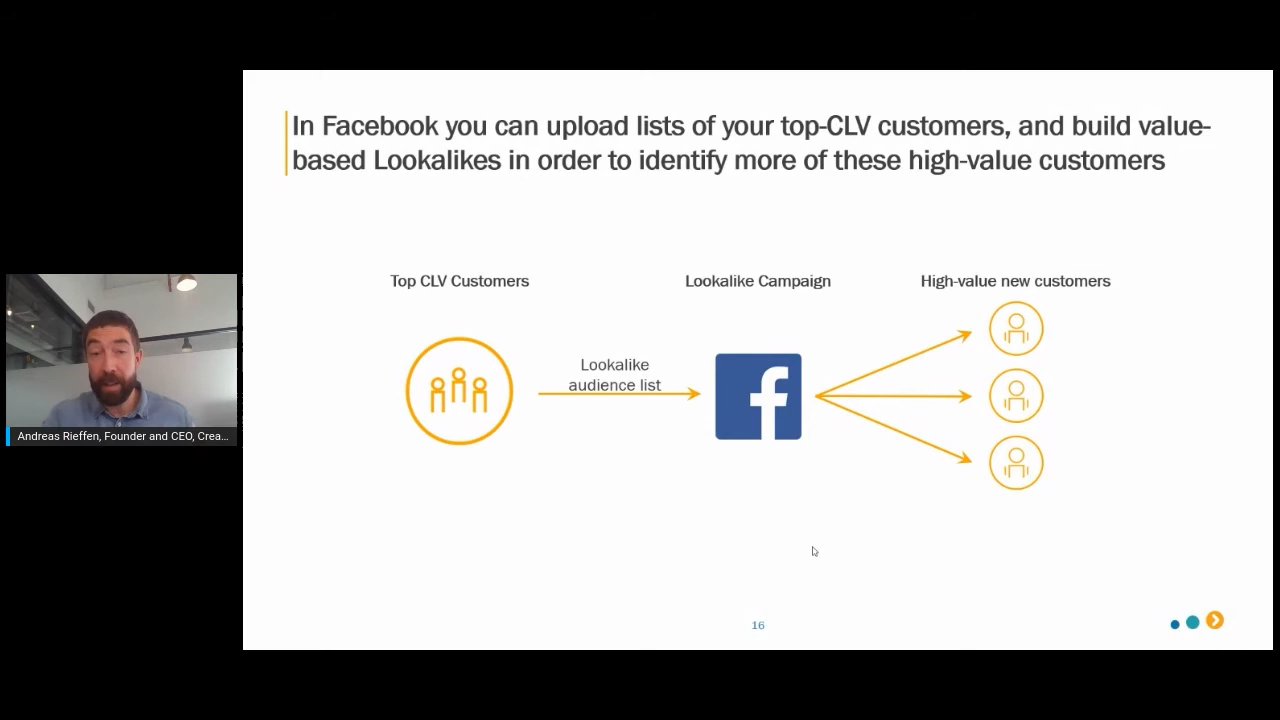 In Facebook you can upload lists of your top-CLV customers, and build value-
based Lookalikes in order to identify more of these high-value customers
Top CLV Customers
Lookalike Campaign
High-value new customers
Lookalike
audience list
Andreas Rieffen, Founder and CEO, Crea...
16